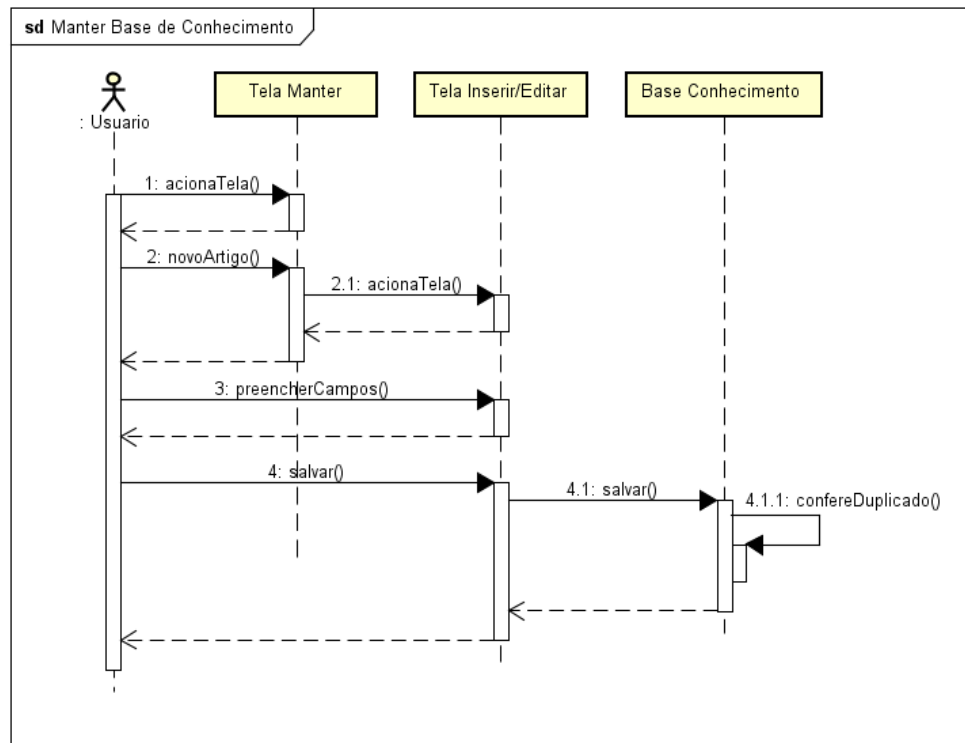 sd Manter Base de Conhecimento
: Usuario
Tela Manter
Tela Inserir/Editar
Base Conhecimento
1: acionaTela()
2: novoArtigo()
2.1: acionaTela()
3: preencherCampos()
4: salvar()
4.1: salvar()
4.1.1: confereDuplicado()